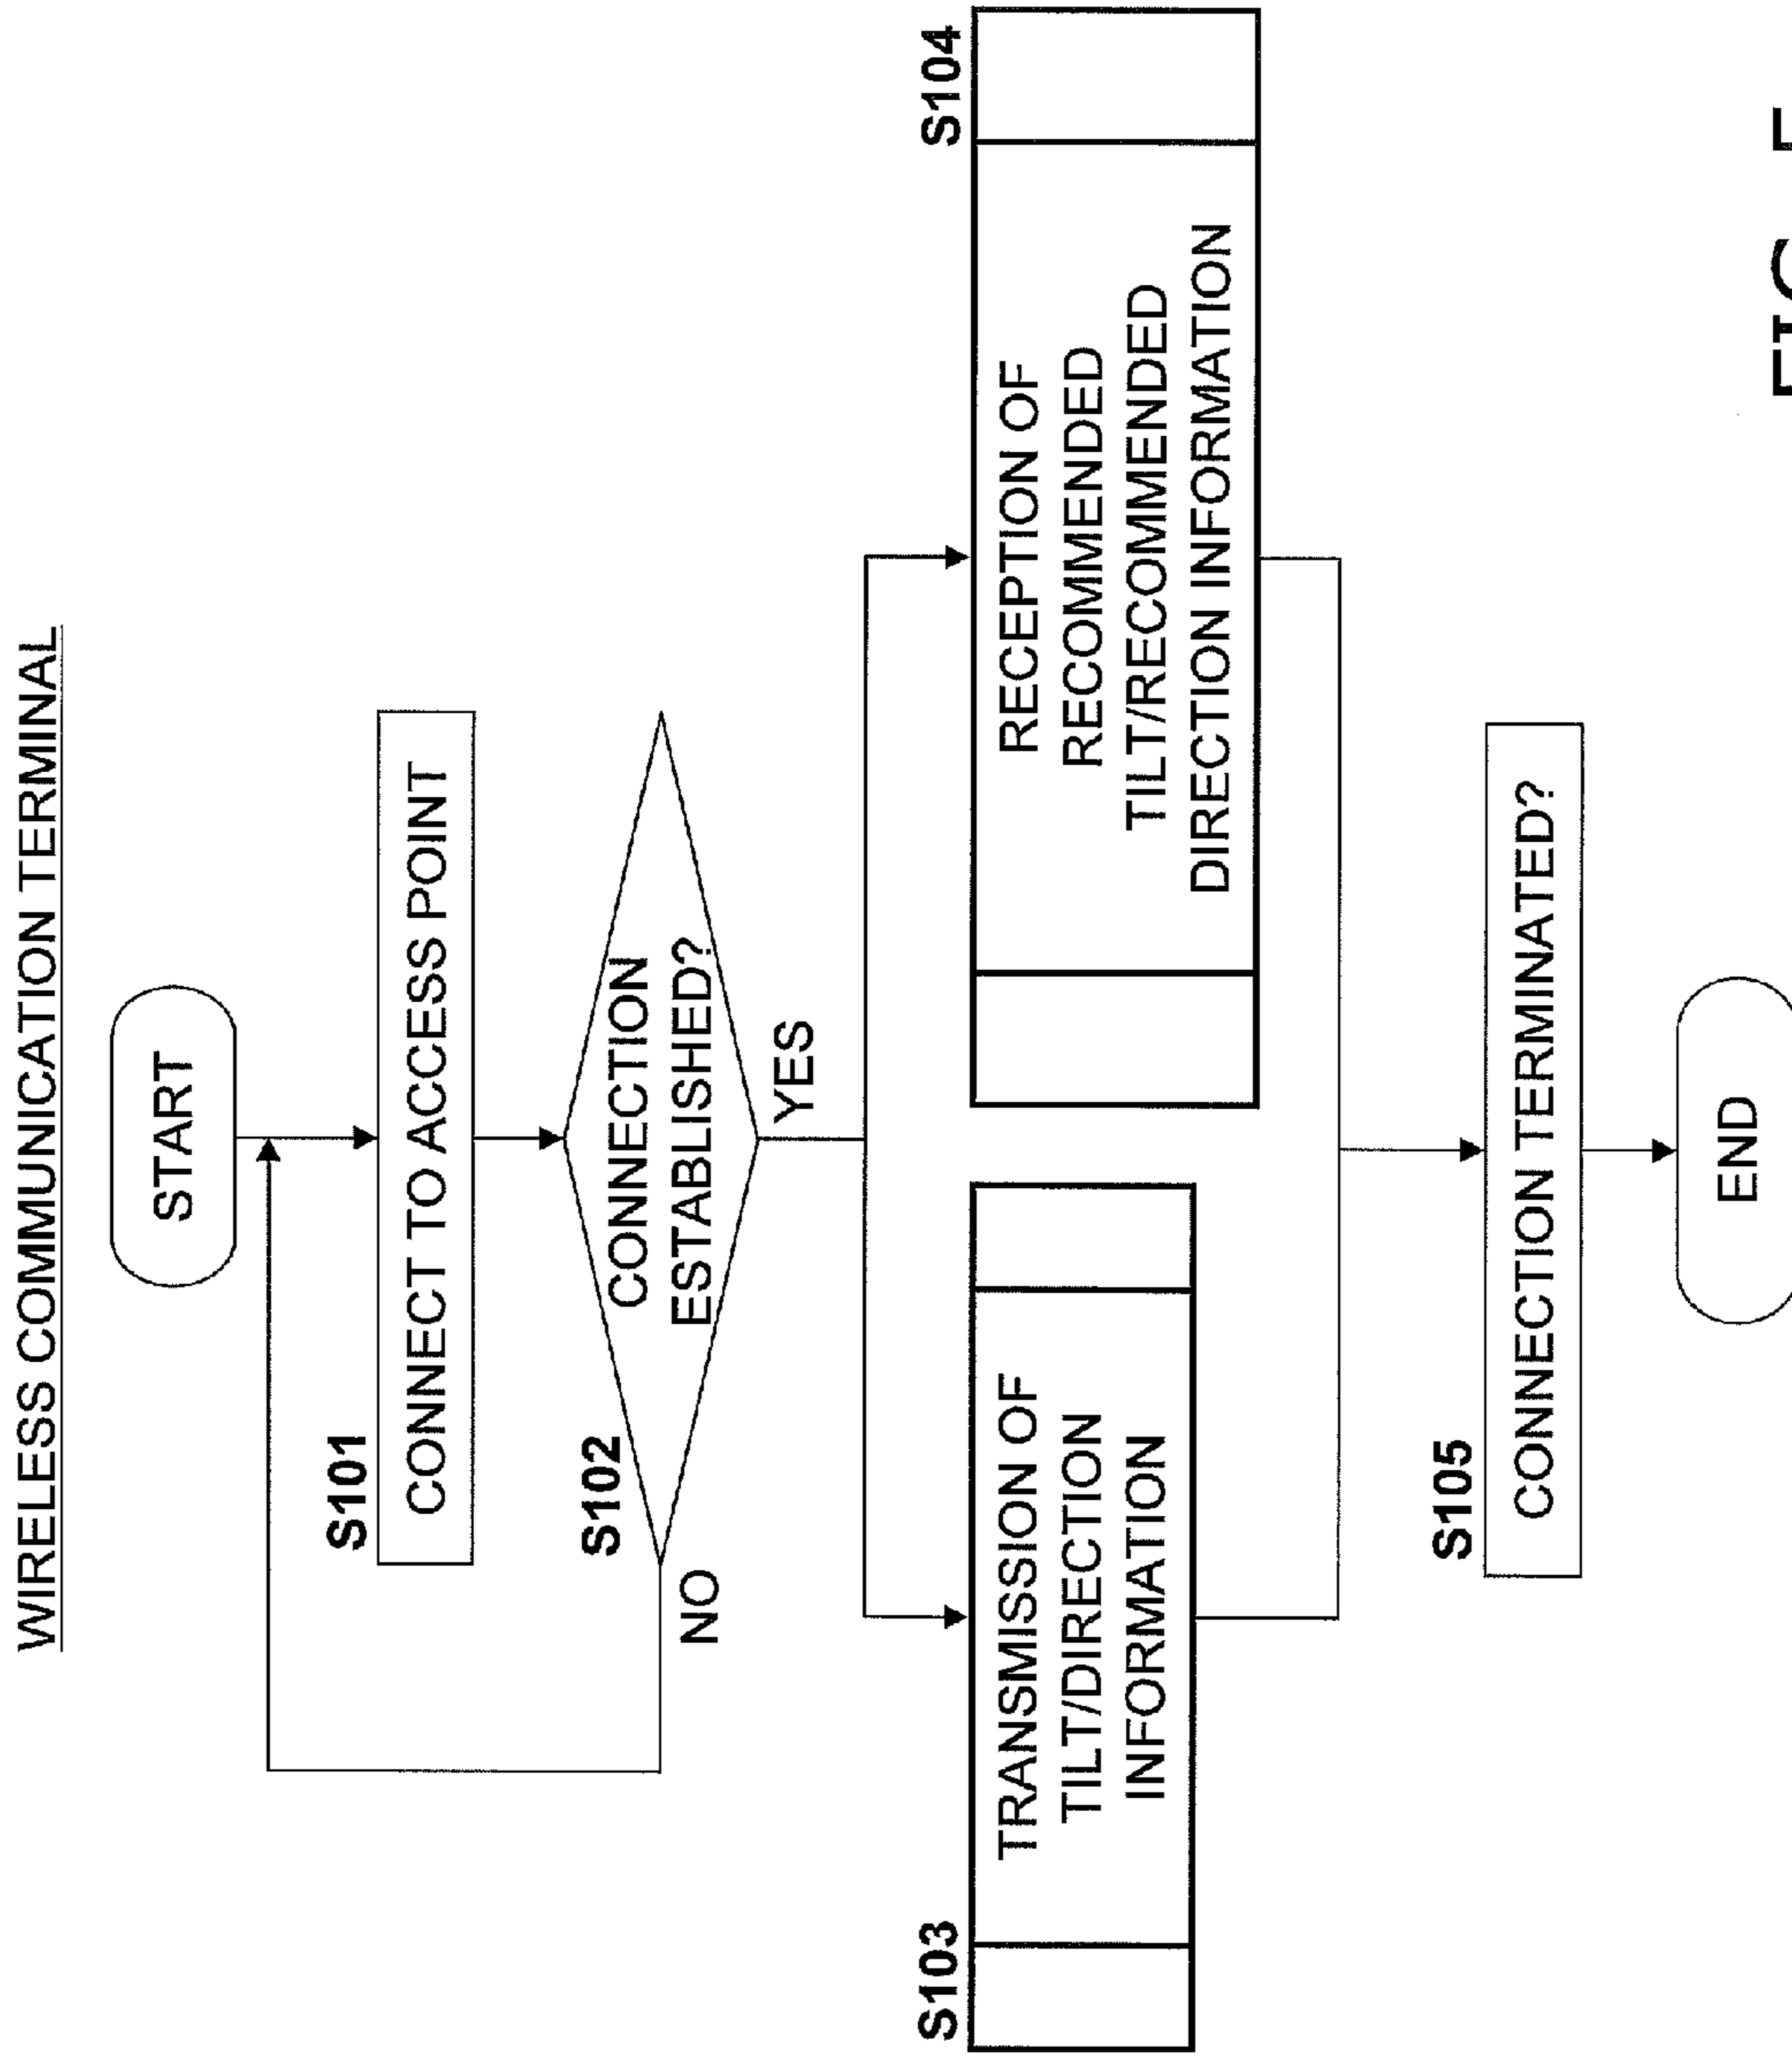 WIRELESS COMMUNICATION TERMINAL
START
S101
CONNECT TO ACCESS POINT
S102
CONNECTION
ESTABLISHED?
NO
YES
S103
TRANSMISSION OF
TILT/DIRECTION
INFORMATION
S104
RECEPTION OF
RECOMMENDED
TILT/RECOMMENDED
DIRECTION INFORMATION
S105
CONNECTION TERMINATED?
END